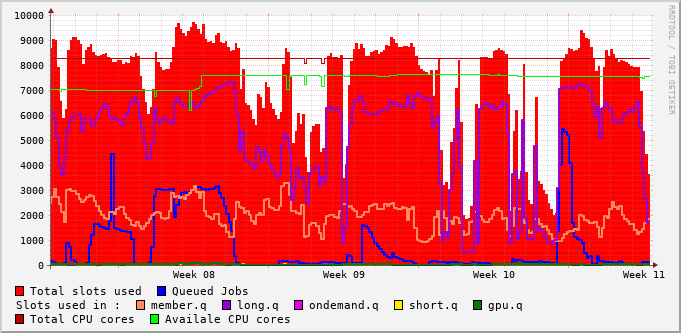 10000
9000
8000
7000
6000
5000
4000
3000
2000
1000
0
Week 08 Week 09 Week 10 Week 11
RRDTOOL / TOBI OETIKER
Total slots used Queued Jobs
Slots used in : member.q long.q ondemand.q short.q gpu.q
Total CPU cores Availale CPU cores